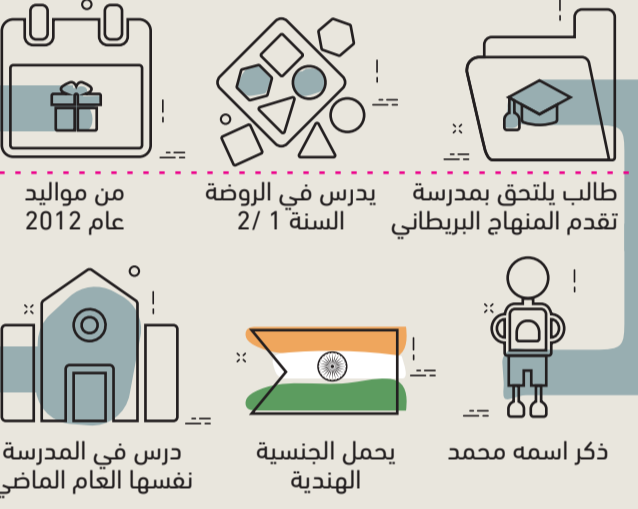 طالب يلتحق بمدرسة
تقدم المنهاج البريطاني
يدرس في الروضة
السنة 1 /2
من مواليد
عام 2012
ذكر اسمه محمد
يحمل الجنسية
الهندية
درس في المدرسة
نفسها العام الماضي